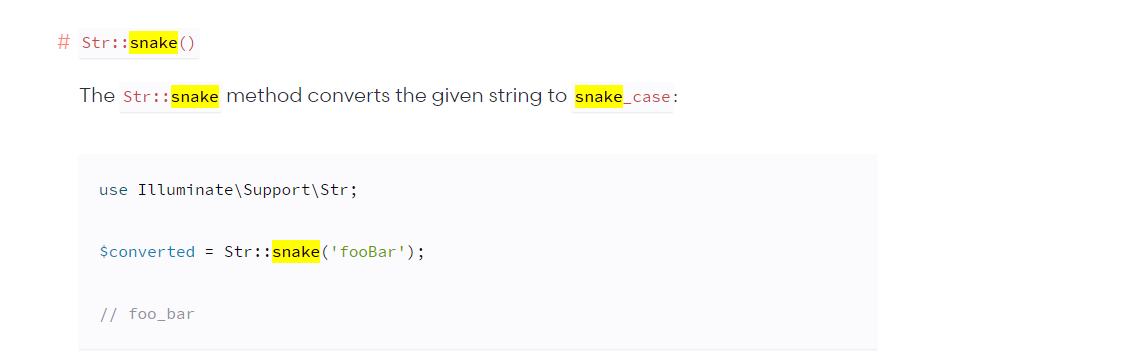 # Str::snake()
The Str::snake method converts the given string to snake_case:
use Illuminate\Support\Str;
$converted = Str::snake('fooBar');
// foo_bar